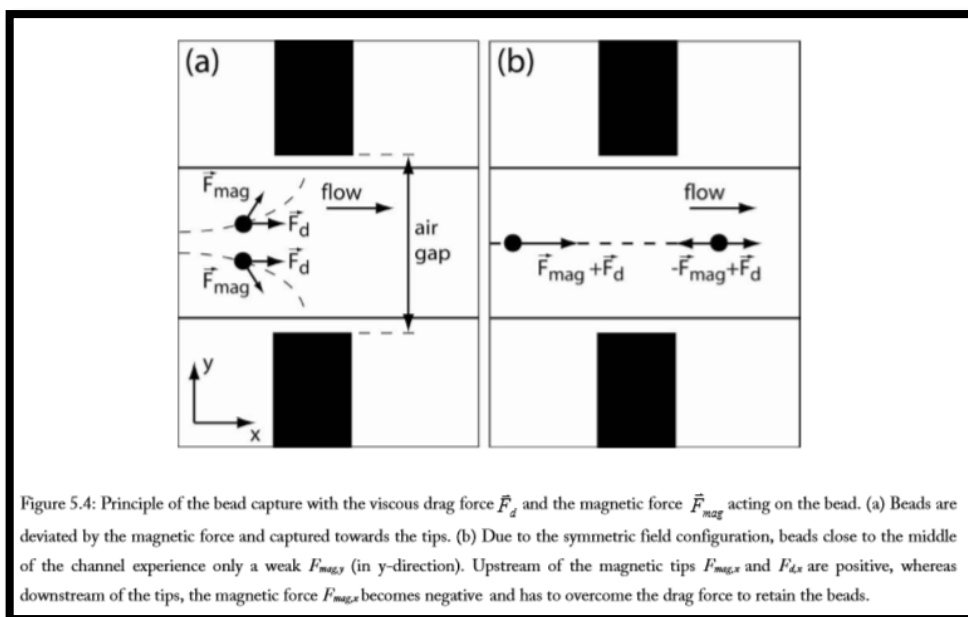 (a)
(b)
F⃗mag
flow
flow
F⃗d
air
gap
F⃗d
F⃗mag
F⃗mag +F⃗d
-F⃗mag+F⃗d
y
x
Figure 5.4: Principle of the bead capture with the viscous drag force F⃗d and the magnetic force F⃗mag acting on the bead. (a) Beads are
deviated by the magnetic force and captured towards the tips. (b) Due to the symmetric field configuration, beads close to the middle
of the channel experience only a weak Fmag,y (in y-direction). Upstream of the magnetic tips Fmag,x and Fd,x are positive, whereas
downstream of the tips, the magnetic force Fmag,x becomes negative and has to overcome the drag force to retain the beads.